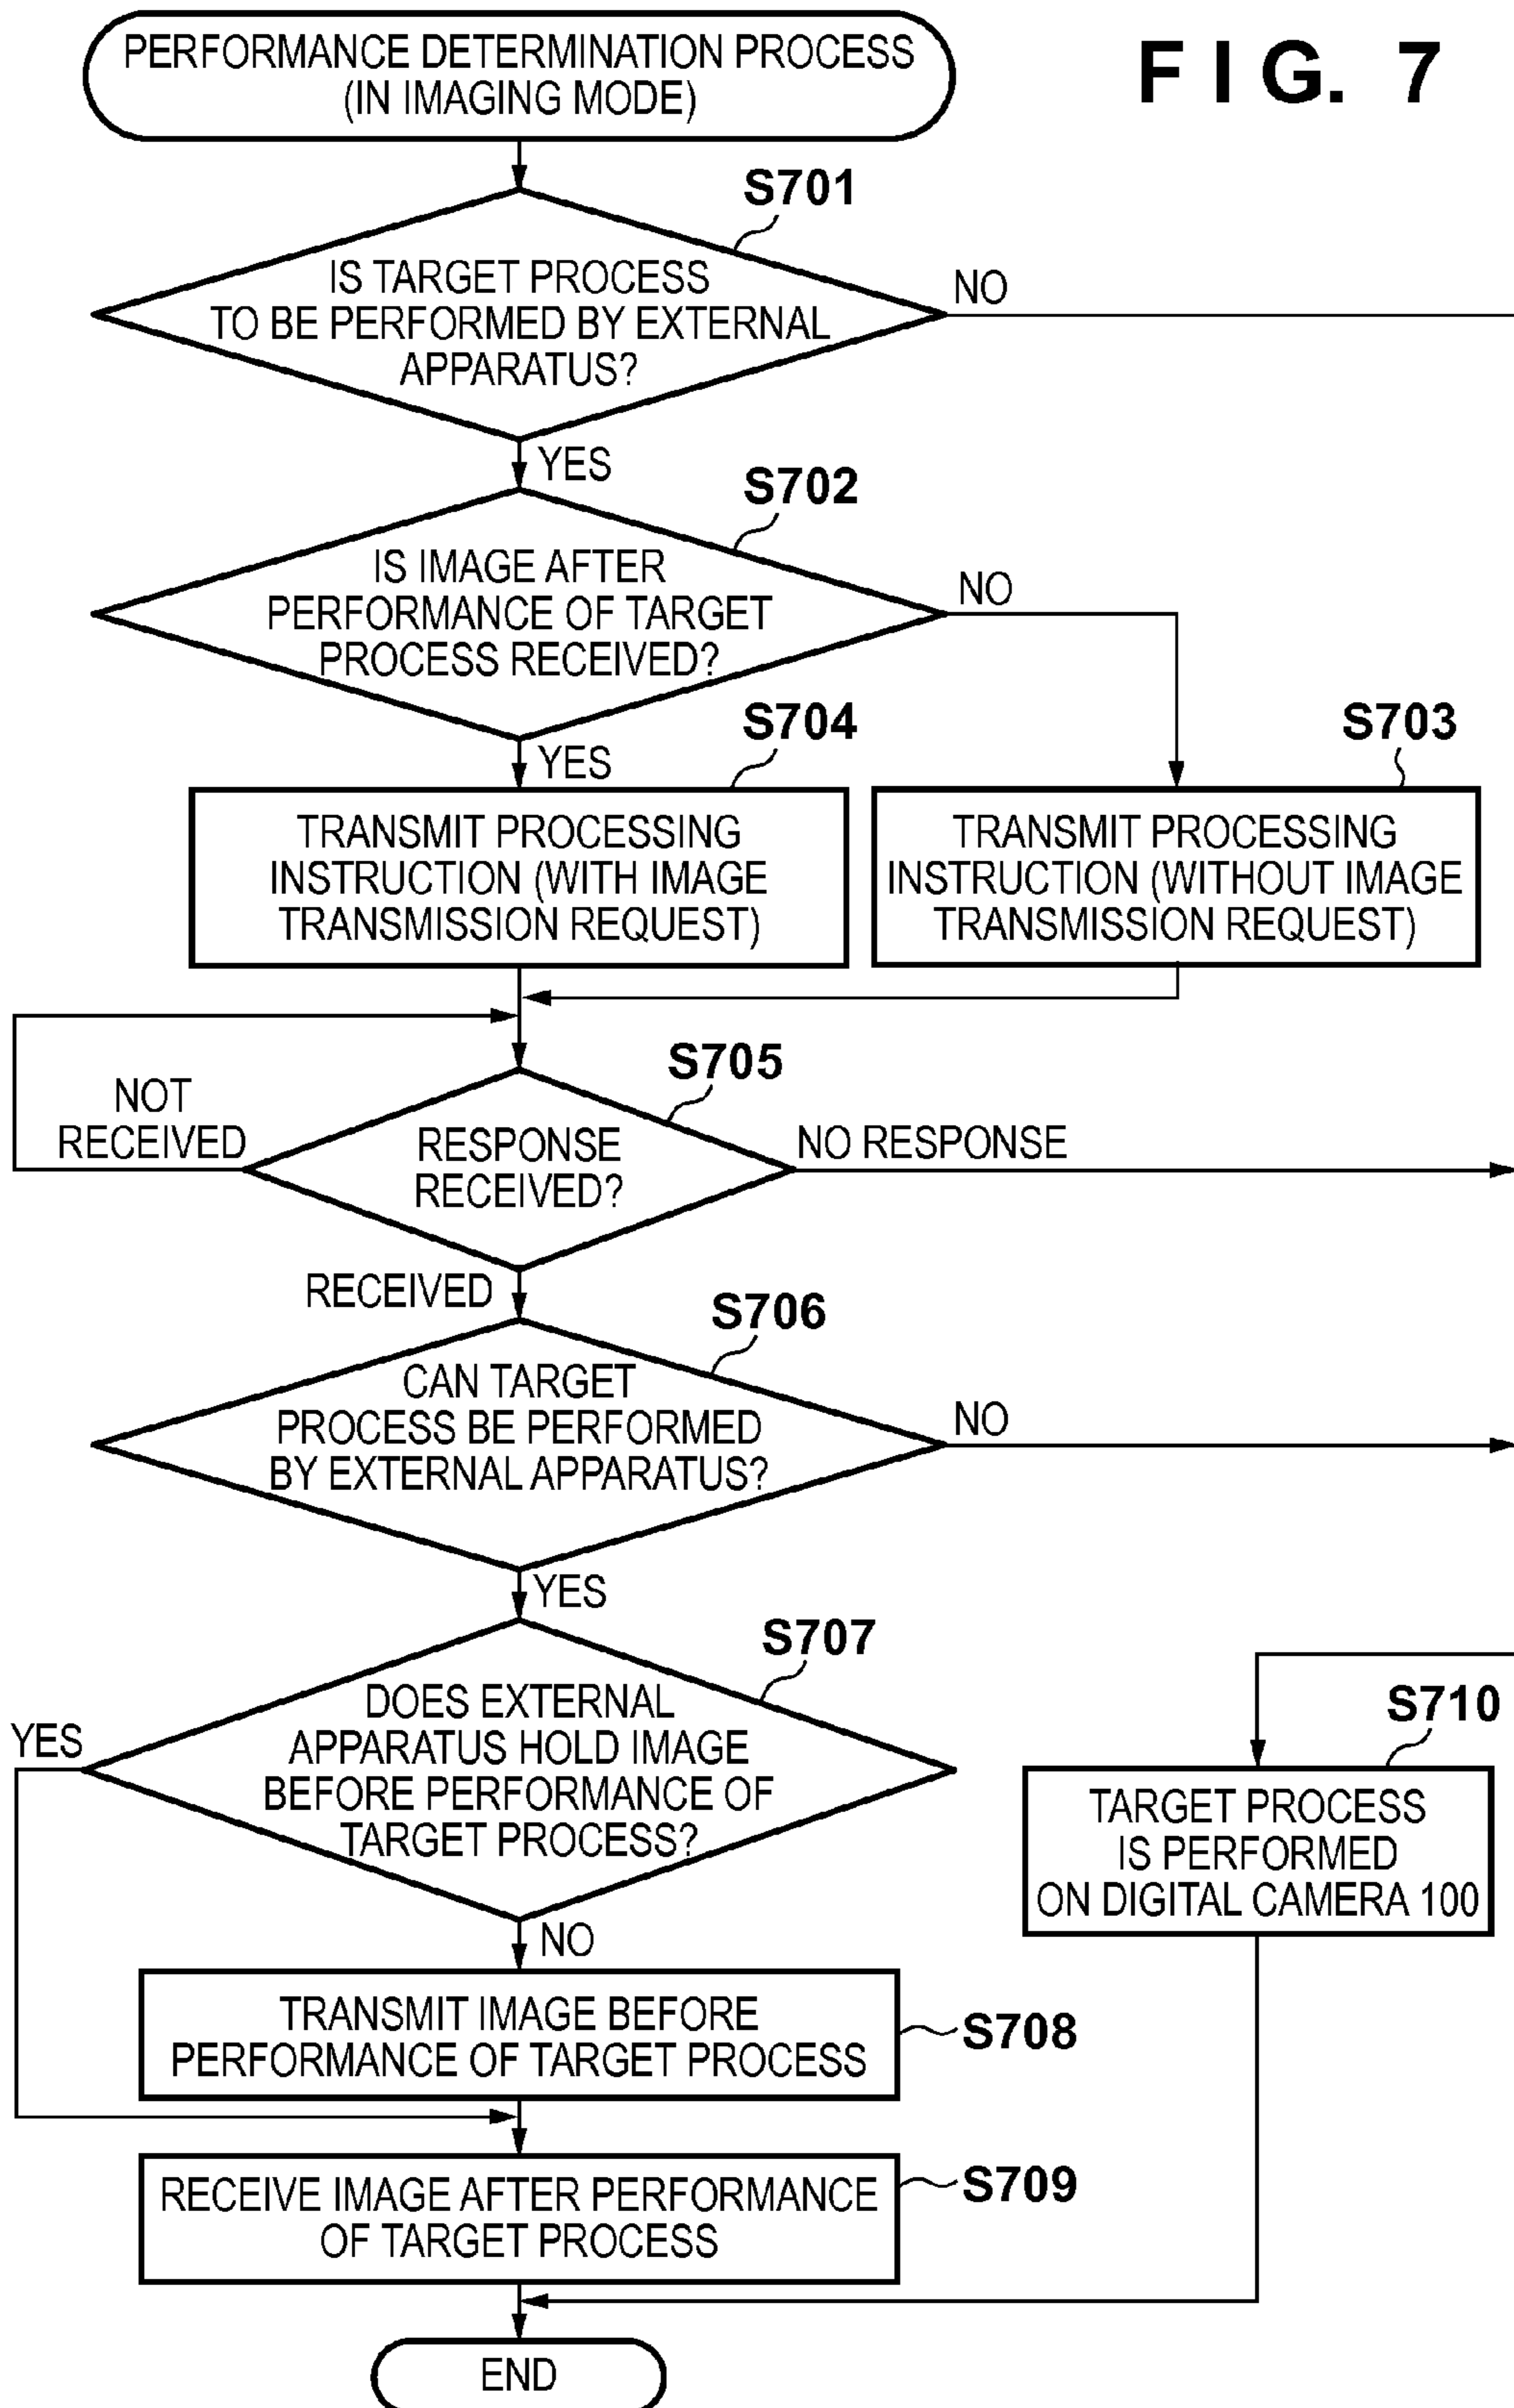 PERFORMANCE DETERMINATION PROCESS
(IN IMAGING MODE)
FIG. 7
S701
IS TARGET PROCESS
TO BE PERFORMED BY EXTERNAL
APPARATUS?
NO
YES
S702
IS IMAGE AFTER
PERFORMANCE OF TARGET
PROCESS RECEIVED?
NO
YES
S704
TRANSMIT PROCESSING
INSTRUCTION (WITH IMAGE
TRANSMISSION REQUEST)
S703
TRANSMIT PROCESSING
INSTRUCTION (WITHOUT IMAGE
TRANSMISSION REQUEST)
S705
NOT
RECEIVED
RESPONSE
RECEIVED?
NO RESPONSE
RECEIVED
S706
CAN TARGET
PROCESS BE PERFORMED
BY EXTERNAL APPARATUS?
NO
YES
S707
DOES EXTERNAL
APPARATUS HOLD IMAGE
BEFORE PERFORMANCE OF
TARGET PROCESS?
YES
NO
S710
TARGET PROCESS
IS PERFORMED
ON DIGITAL CAMERA 100
TRANSMIT IMAGE BEFORE
PERFORMANCE OF TARGET PROCESS
S708
RECEIVE IMAGE AFTER PERFORMANCE
OF TARGET PROCESS
S709
END